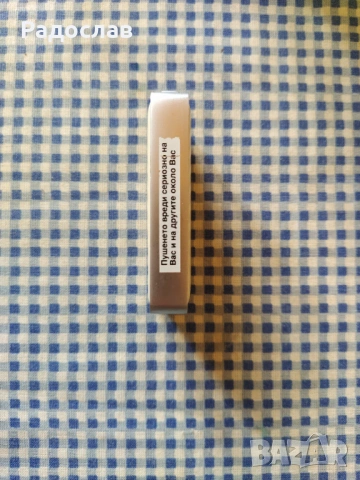 Радослав
Пушенето вреди сериозно на
Вас и на другите около Вас
BAZAR